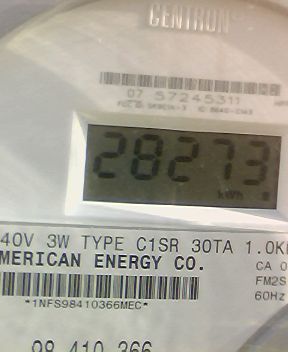 CENTRON
07 57245311
28273
kWh
40V 3W TYPE C1SR 30TA 1.0K
MERICAN ENERGY CO.
CA 0
FM2S
*1NFS98410366MEC*
60Hz
98 410 366